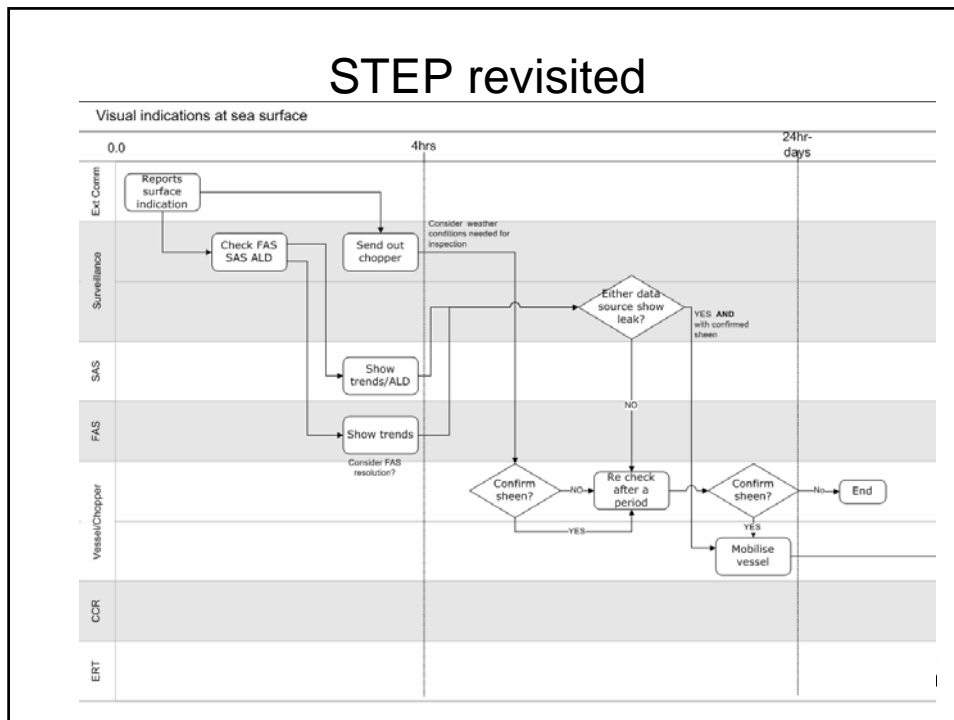 STEP revisited
Visual indications at sea surface
0.0
4hrs
24hr-
days
Ext Comm
Reports
surface
indication
Surveillance
Check FAS
SAS ALD
Send out
chopper
Consider weather
conditions needed for
inspection
Either data
source show
leak?
YES AND
with confirmed
sheen
SAS
Show
trends/ALD
NO
FAS
Show trends
Consider FAS
resolution?
Vessel/Chopper
Confirm
sheen?
NO
YES
Re check
after a
period
Confirm
sheen?
No
End
YES
Mobilise
vessel
CCR
ERT